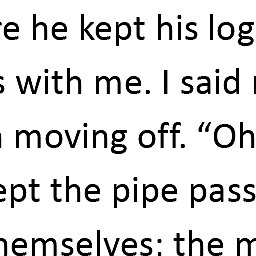 re he kept his log
s with me. I said
moving off. “Oh
ept the pipe pass
hemselves: the m